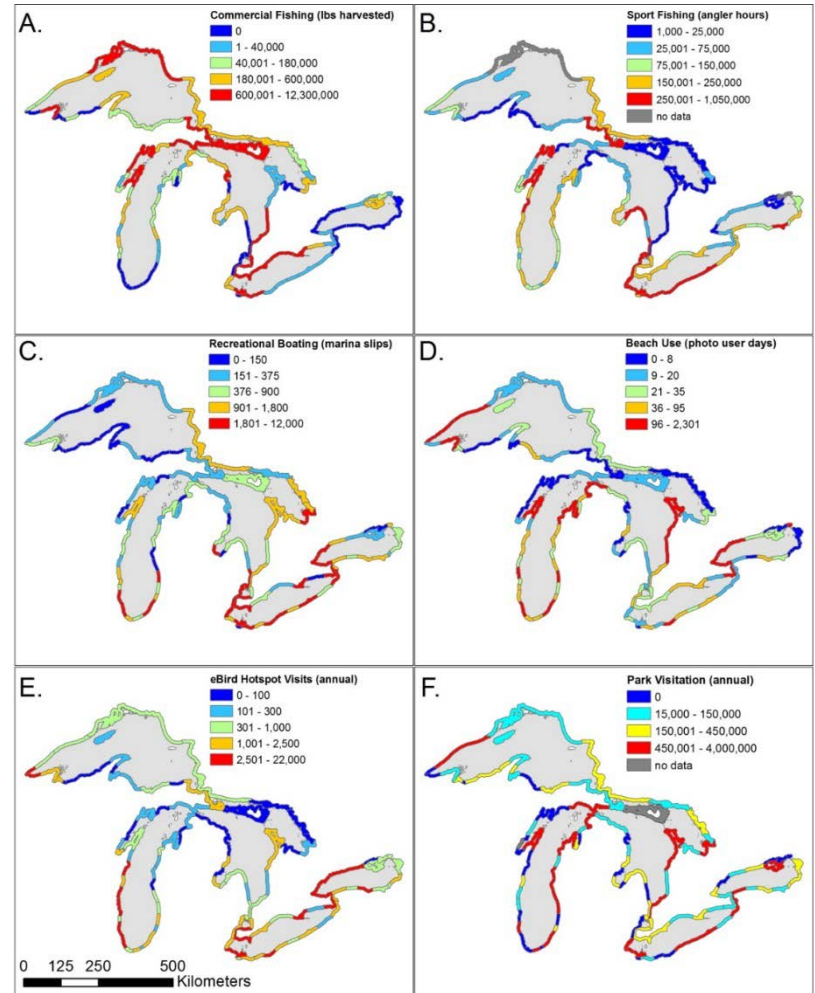 A.
Commercial Fishing (lbs harvested)
0
1 - 40,000
40,001 - 180,000
180,001 - 600,000
600,001 - 12,300,000
B.
Sport Fishing (angler hours)
1,000 - 25,000
25,001 - 75,000
75,001 - 150,000
150,001 - 250,000
250,001 - 1,050,000
no data
C.
Recreational Boating (marina slips)
0 - 150
151 - 375
376 - 900
901 - 1,800
1,801 - 12,000
D.
Beach Use (photo user days)
0 - 8
9 - 20
21 - 35
36 - 95
96 - 2,301
E.
eBird Hotspot Visits (annual)
0 - 100
101 - 300
301 - 1,000
1,001 - 2,500
2,501 - 22,000
0 125 250 500
Kilometers
F.
Park Visitation (annual)
0
15,000 - 150,000
150,001 - 450,000
450,001 - 4,000,000
no data